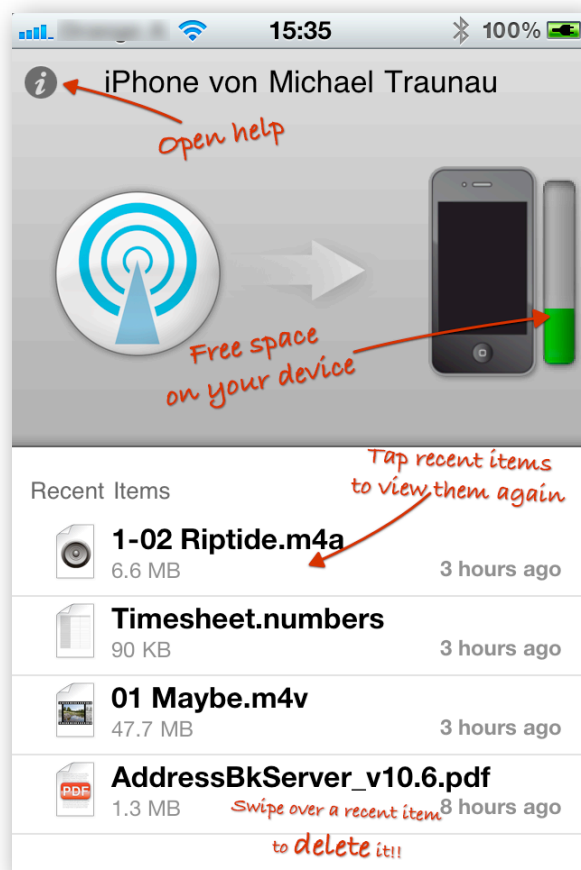 15:35
100%
iPhone von Michael Traunau
Open help
Free space
on your device
Tap recent items
to view them again
Recent Items
1-02 Riptide.m4a
6.6 MB
3 hours ago
Timesheet.numbers
90 KB
3 hours ago
01 Maybe.m4v
47.7 MB
3 hours ago
PDF
AddressBkServer_v10.6.pdf
1.3 MB
8 hours ago
Swipe over a recent item
to delete it!!